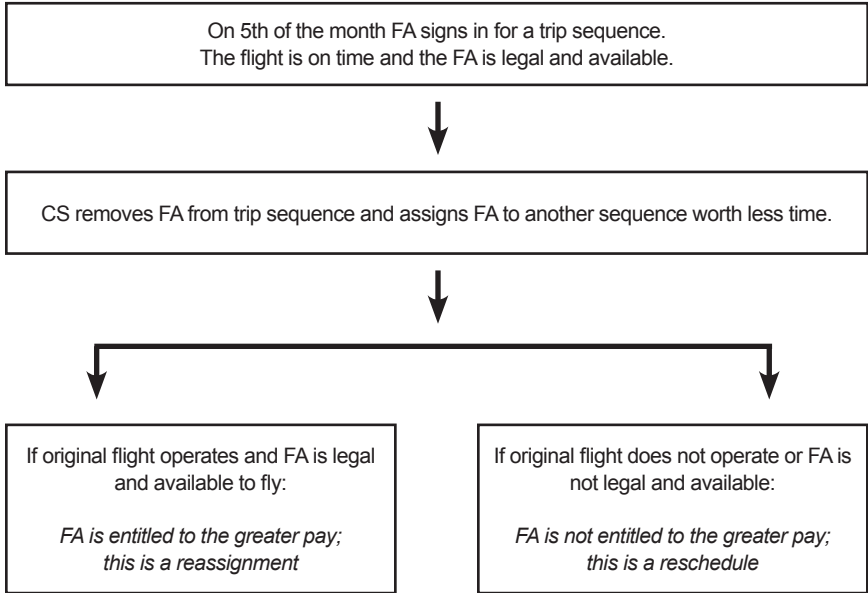 On 5th of the month FA signs in for a trip sequence.
The flight is on time and the FA is legal and available.
CS removes FA from trip sequence and assigns FA to another sequence worth less time.
If original flight operates and FA is legal
and available to fly:
FA is entitled to the greater pay;
this is a reassignment
If original flight does not operate or FA is
not legal and available:
FA is not entitled to the greater pay;
this is a reschedule